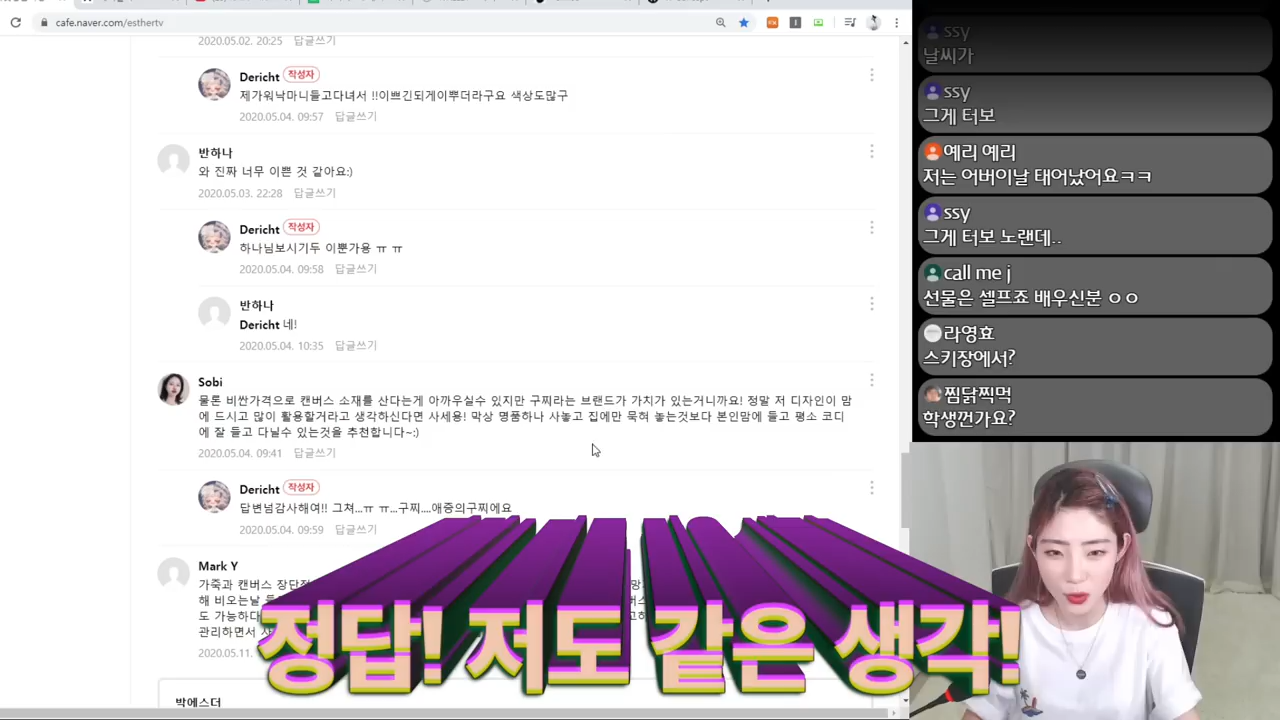 cafe.naver.com/esthertv
2020.05.02. 20:25 답글쓰기
Dericht 작성자
제가워낙마니들고다녀서 !!이쁘긴되게이뿌더라구요 색상도많구
2020.05.04. 09:57 답글쓰기
반하나
와 진짜 너무 이쁜 것 같아요:)
2020.05.03. 22:28 답글쓰기
Dericht 작성자
하나님보시기두 이뿐가용 ㅠ ㅠ
2020.05.04. 09:58 답글쓰기
반하나
Dericht 네!
2020.05.04. 10:35 답글쓰기
Sobi
물론 비싼가격으로 캔버스 소재를 산다는게 아까우실수 있지만 구찌라는 브랜드가 가치가 있는거니까요! 정말 저 디자인이 맘
에 드시고 많이 활용할거라고 생각하신다면 사세용! 막상 명품하나 사놓고 집에만 묵혀 놓는것보다 본인맘에 들고 평소 코디
에 잘 들고 다닐수 있는것을 추천합니다~:)
2020.05.04. 09:41 답글쓰기
Dericht 작성자
답변넘감사해여!! 그쳐...ㅠ ㅠ...구찌....애증의구찌에요
2020.05.04. 09:59 답글쓰기
Mark Y
가죽과 캔버스
해 비오는날
도 가능하다
관리하면서
2020.05.11.
박에스더
정답! 저도 같은 생각!
ssy
날씨가
ssy
그게 터보
예리 예리
저는 어버이날 태어났어요ㅋㅋ
ssy
그게 터보 노랜데..
call me j
선물은 셀프죠 배우신분 ㅇㅇ
라영효
스키장에서?
찜닭찍먹
학생껀가요?